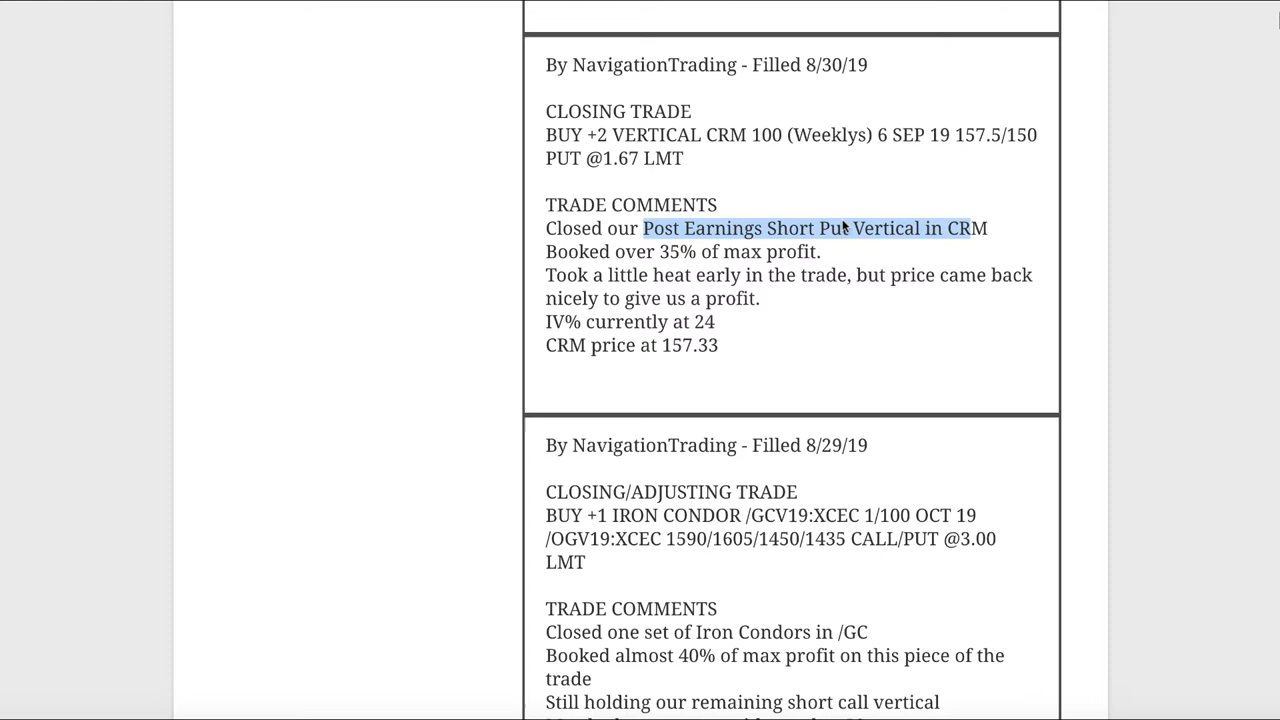 By NavigationTrading - Filled 8/30/19
CLOSING TRADE
BUY +2 VERTICAL CRM 100 (Weeklys) 6 SEP 19 157.5/150
PUT @1.67 LMT
TRADE COMMENTS
Closed our Post Earnings Short Put Vertical in CRM
Booked over 35% of max profit.
Took a little heat early in the trade, but price came back
nicely to give us a profit.
IV% currently at 24
CRM price at 157.33
By NavigationTrading - Filled 8/29/19
CLOSING/ADJUSTING TRADE
BUY +1 IRON CONDOR /GCV19:XCEC 1/100 OCT 19
/OGV19:XCEC 1590/1605/1450/1435 CALL/PUT @3.00
LMT
TRADE COMMENTS
Closed one set of Iron Condors in /GC
Booked almost 40% of max profit on this piece of the
trade
Still holding our remaining short call vertical